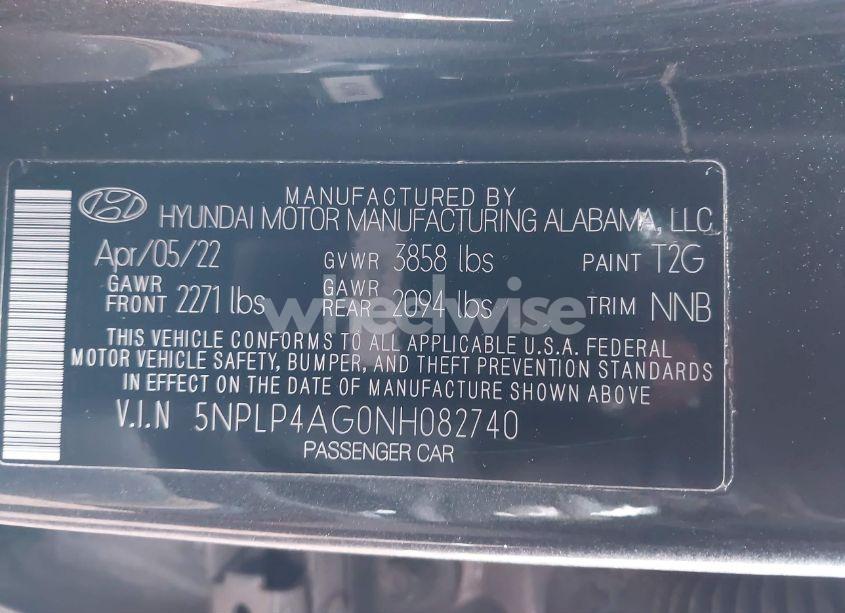 MANUFACTURED BY
HYUNDAI MOTOR MANUFACTURING ALABAMA, LLC
Apr/05/22 GVWR 3858 lbs PAINT T2G
GAWR FRONT 2271 lbs GAWR REAR 2094 lbs TRIM NNB
THIS VEHICLE CONFORMS TO ALL APPLICABLE U.S.A. FEDERAL
MOTOR VEHICLE SAFETY, BUMPER, AND THEFT PREVENTION STANDARDS
IN EFFECT ON THE DATE OF MANUFACTURE SHOWN ABOVE
V.I.N 5NPLP4AG0NH082740
PASSENGER CAR
wheelwise